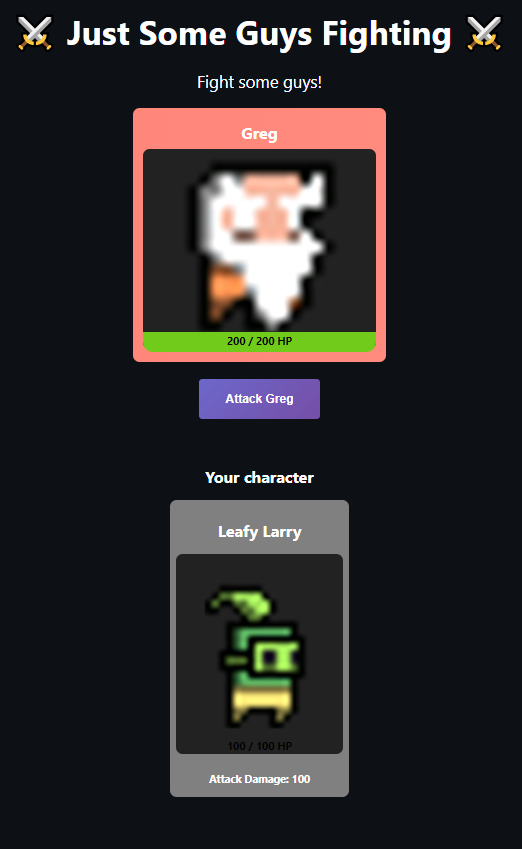 ⚔️ Just Some Guys Fighting ⚔️
Fight some guys!
Greg
200 / 200 HP
Attack Greg
Your character
Leafy Larry
100 / 100 HP
Attack Damage: 100